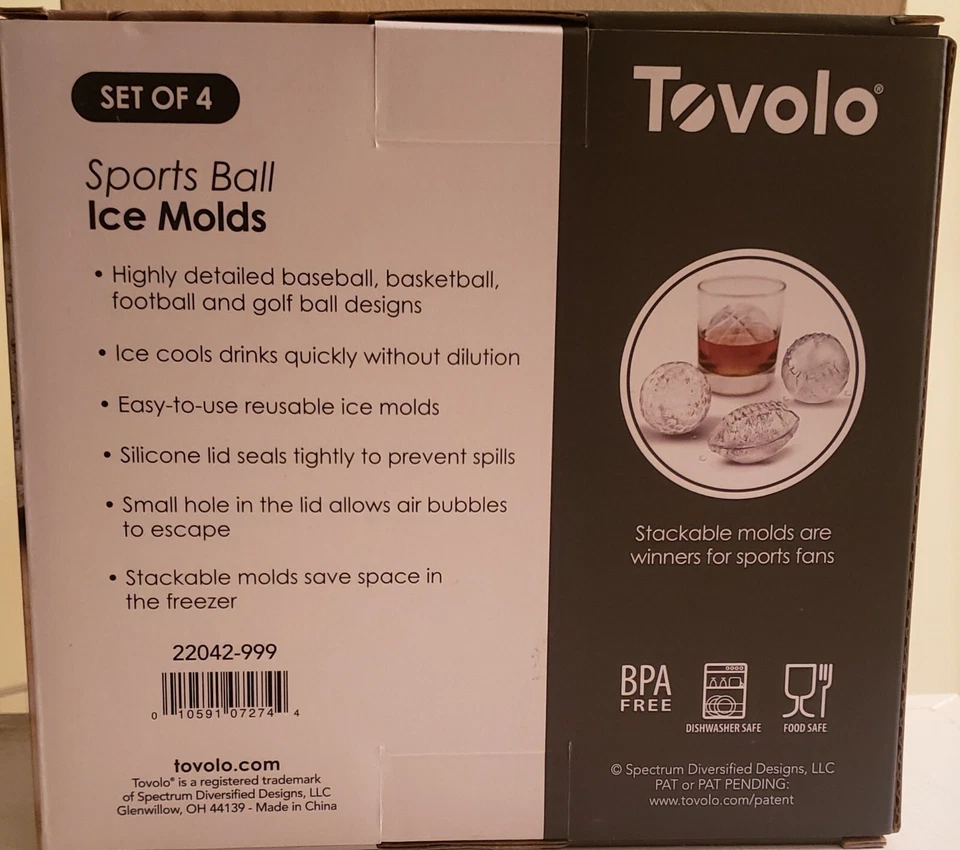 SET OF 4
Sports Ball
Ice Molds
• Highly detailed baseball, basketball,
football and golf ball designs
• Ice cools drinks quickly without dilution
• Easy-to-use reusable ice molds
• Silicone lid seals tightly to prevent spills
• Small hole in the lid allows air bubbles
to escape
• Stackable molds save space in
the freezer
22042-999
0 10591 07274 4
tovolo.com
Tovolo® is a registered trademark
of Spectrum Diversified Designs, LLC
Glenwillow, OH 44139 - Made in China
Tovolo®
Stackable molds are
winners for sports fans
BPA
FREE
DISHWASHER SAFE
FOOD SAFE
© Spectrum Diversified Designs, LLC
PAT or PAT PENDING:
www.tovolo.com/patent